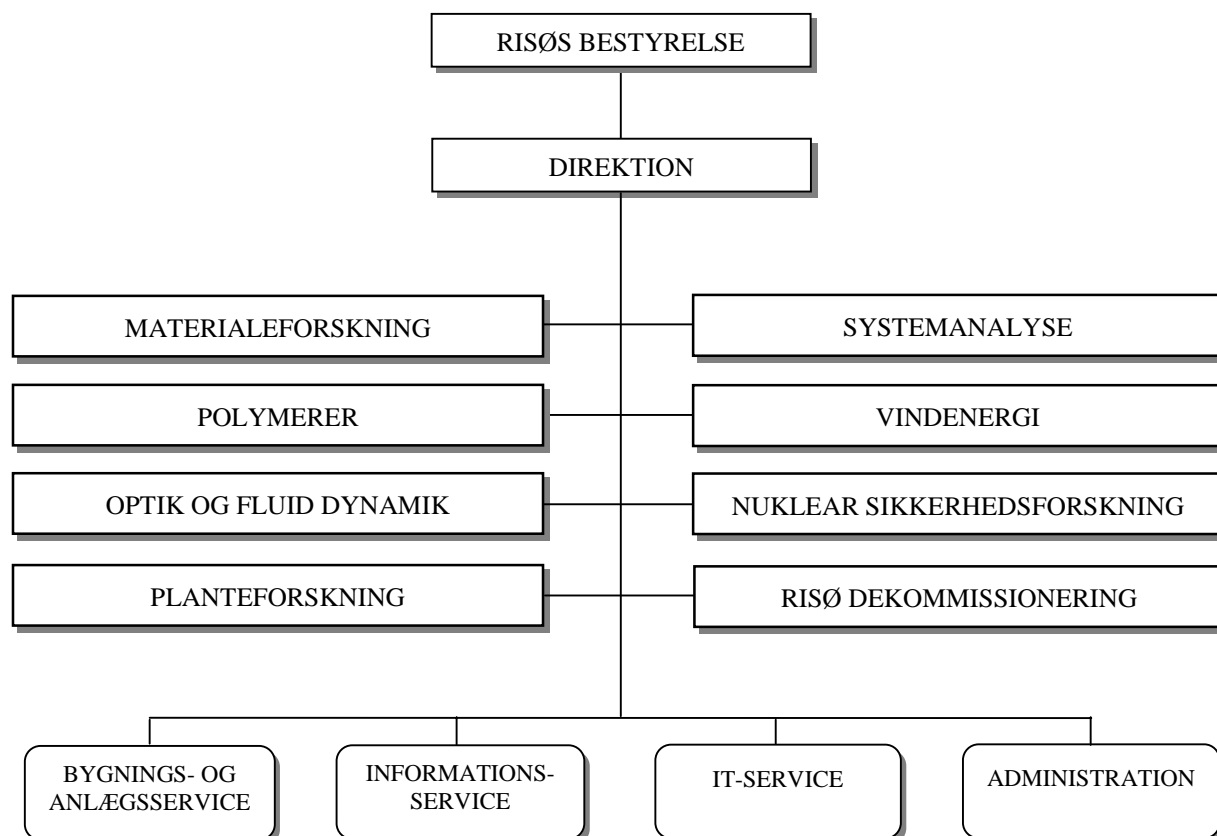 RISØS BESTYRELSE
DIREKTION
MATERIALEFORSKNING
SYSTEMANALYSE
POLYMERER
VINDENERGI
OPTIK OG FLUID DYNAMIK
NUKLEAR SIKKERHEDSFORSKNING
PLANTEFORSKNING
RISØ DEKOMMISSIONERING
BYGNINGS- OG
ANLÆGSSERVICE
INFORMATIONS-
SERVICE
IT-SERVICE
ADMINISTRATION